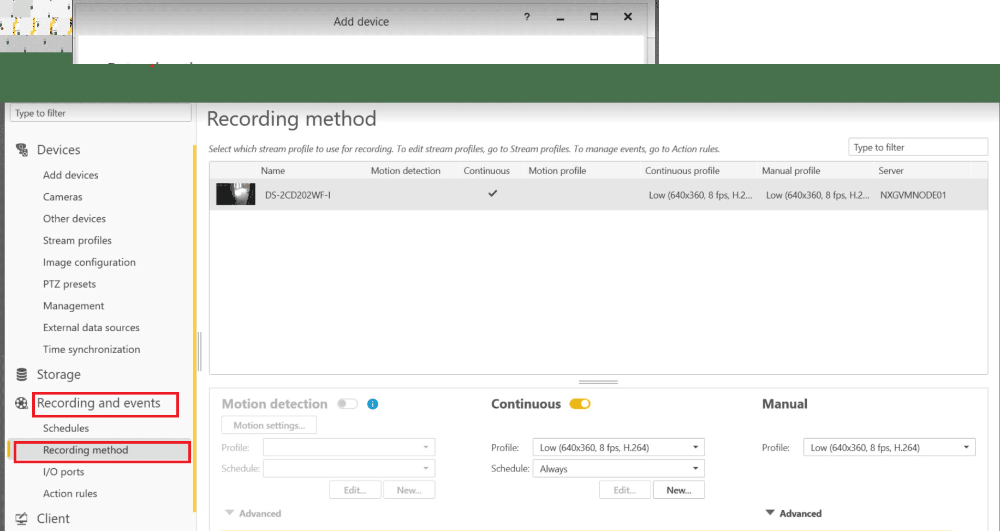 Add device
?
Type to filter
Recording method
Select which stream profile to use for recording. To edit stream profiles, go to Stream profiles. To manage events, go to Action rules.
Type to filter
Devices
Add devices
Cameras
Other devices
Stream profiles
Image configuration
PTZ presets
Management
External data sources
Time synchronization
Storage
Recording and events
Schedules
Recording method
I/O ports
Action rules
Client
Name Motion detection Continuous Motion profile Continuous profile Manual profile Server
DS-2CD202WF-I Low (640x360, 8 fps, H.2... Low (640x360, 8 fps, H.2... NXGVMNODE01
Motion detection
Motion settings...
Profile:
Schedule:
Edit... New...
Advanced
Continuous
Profile: Low (640x360, 8 fps, H.264)
Schedule: Always
Edit... New...
Manual
Profile: Low (640x360, 8 fps, H.264)
Advanced